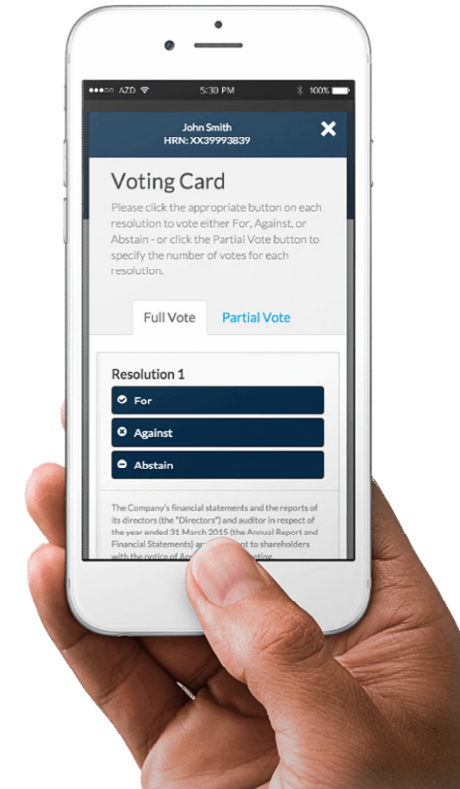 AZD 5:30 PM 100%
John Smith
HRN: XX39993839
Voting Card
Please click the appropriate button on each
resolution to vote either For, Against, or
Abstain - or click the Partial Vote button to
specify the number of votes for each
resolution.
Full Vote Partial Vote
Resolution 1
For
Against
Abstain
The Company's financial statements and the reports of
its directors (the "Directors") and auditor in respect of
the year ended 31 March 2015 (the Annual Report and
Financial Statements) to shareholders
with the notice of